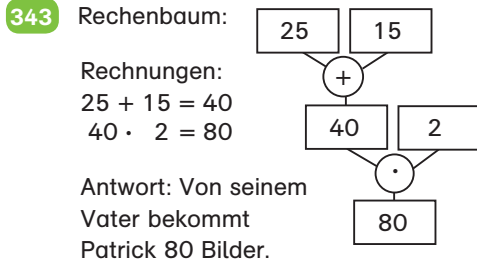 343 Rechenbaum:
25 15
Rechnungen:
+
25 + 15 = 40
40 2
40 · 2 = 80
·
Antwort: Von seinem
Vater bekommt
80
Patrick 80 Bilder.